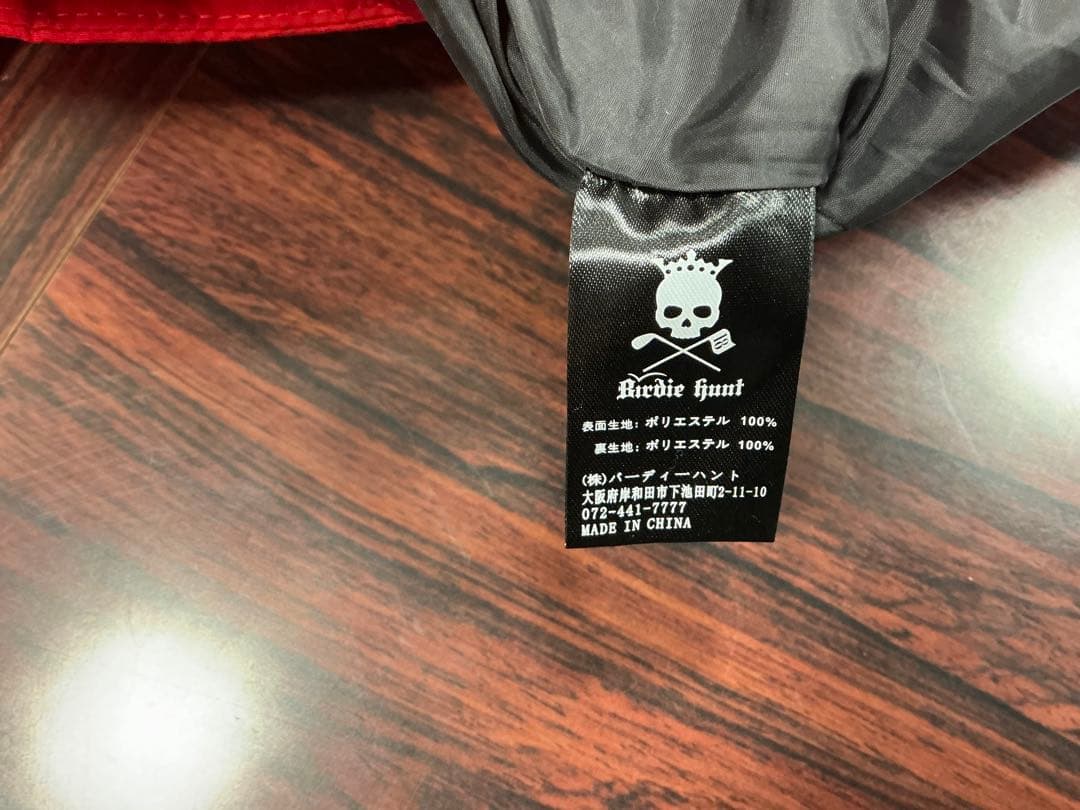 Birdie Hunt
表面生地: ポリエステル 100%
裏生地: ポリエステル 100%
(株)バーディーハント
大阪府岸和田市下池田町2-11-10
072-441-7777
MADE IN CHINA